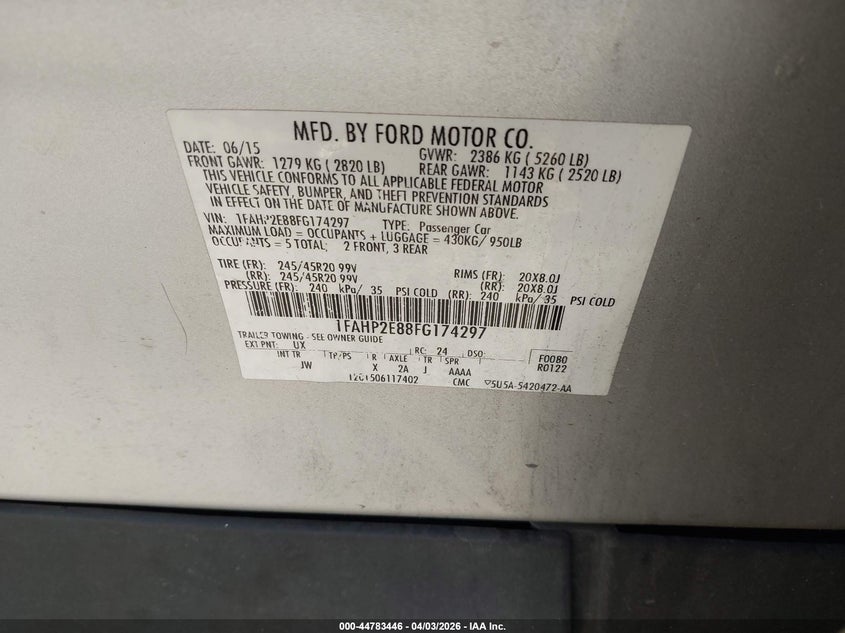 MFD. BY FORD MOTOR CO.
DATE: 06/15 GVWR: 2386 KG ( 5260 LB)
FRONT GAWR: 1279 KG ( 2820 LB) REAR GAWR: 1143 KG ( 2520 LB)
THIS VEHICLE CONFORMS TO ALL APPLICABLE FEDERAL MOTOR
VEHICLE SAFETY, BUMPER, AND THEFT PREVENTION STANDARDS
IN EFFECT ON THE DATE OF MANUFACTURE SHOWN ABOVE.
VIN: 1FAHP2E88FG174297 TYPE: Passenger Car
MAXIMUM LOAD = OCCUPANTS + LUGGAGE = 430KG/ 950LB
OCCUPANTS = 5 TOTAL; 2 FRONT, 3 REAR
TIRE (FR): 245/45R20 99V RIMS (FR): 20X8.0J
(RR): 245/45R20 99V (RR): 20X8.0J
PRESSURE (FR): 240 kPa/ 35 PSI COLD (RR): 240 kPa/ 35 PSI COLD
1FAHP2E88FG174297
TRAILER TOWING - SEE OWNER GUIDE
EXT PNT: UX RC: 24 DSO: F0080
INT TR TP/PS R AXLE TR SPR R0122
JW X 2A J AAAA
1201506117402 CMC 5U5A-5420472-AA
000-44783446 - 04/03/2026 - IAA Inc.